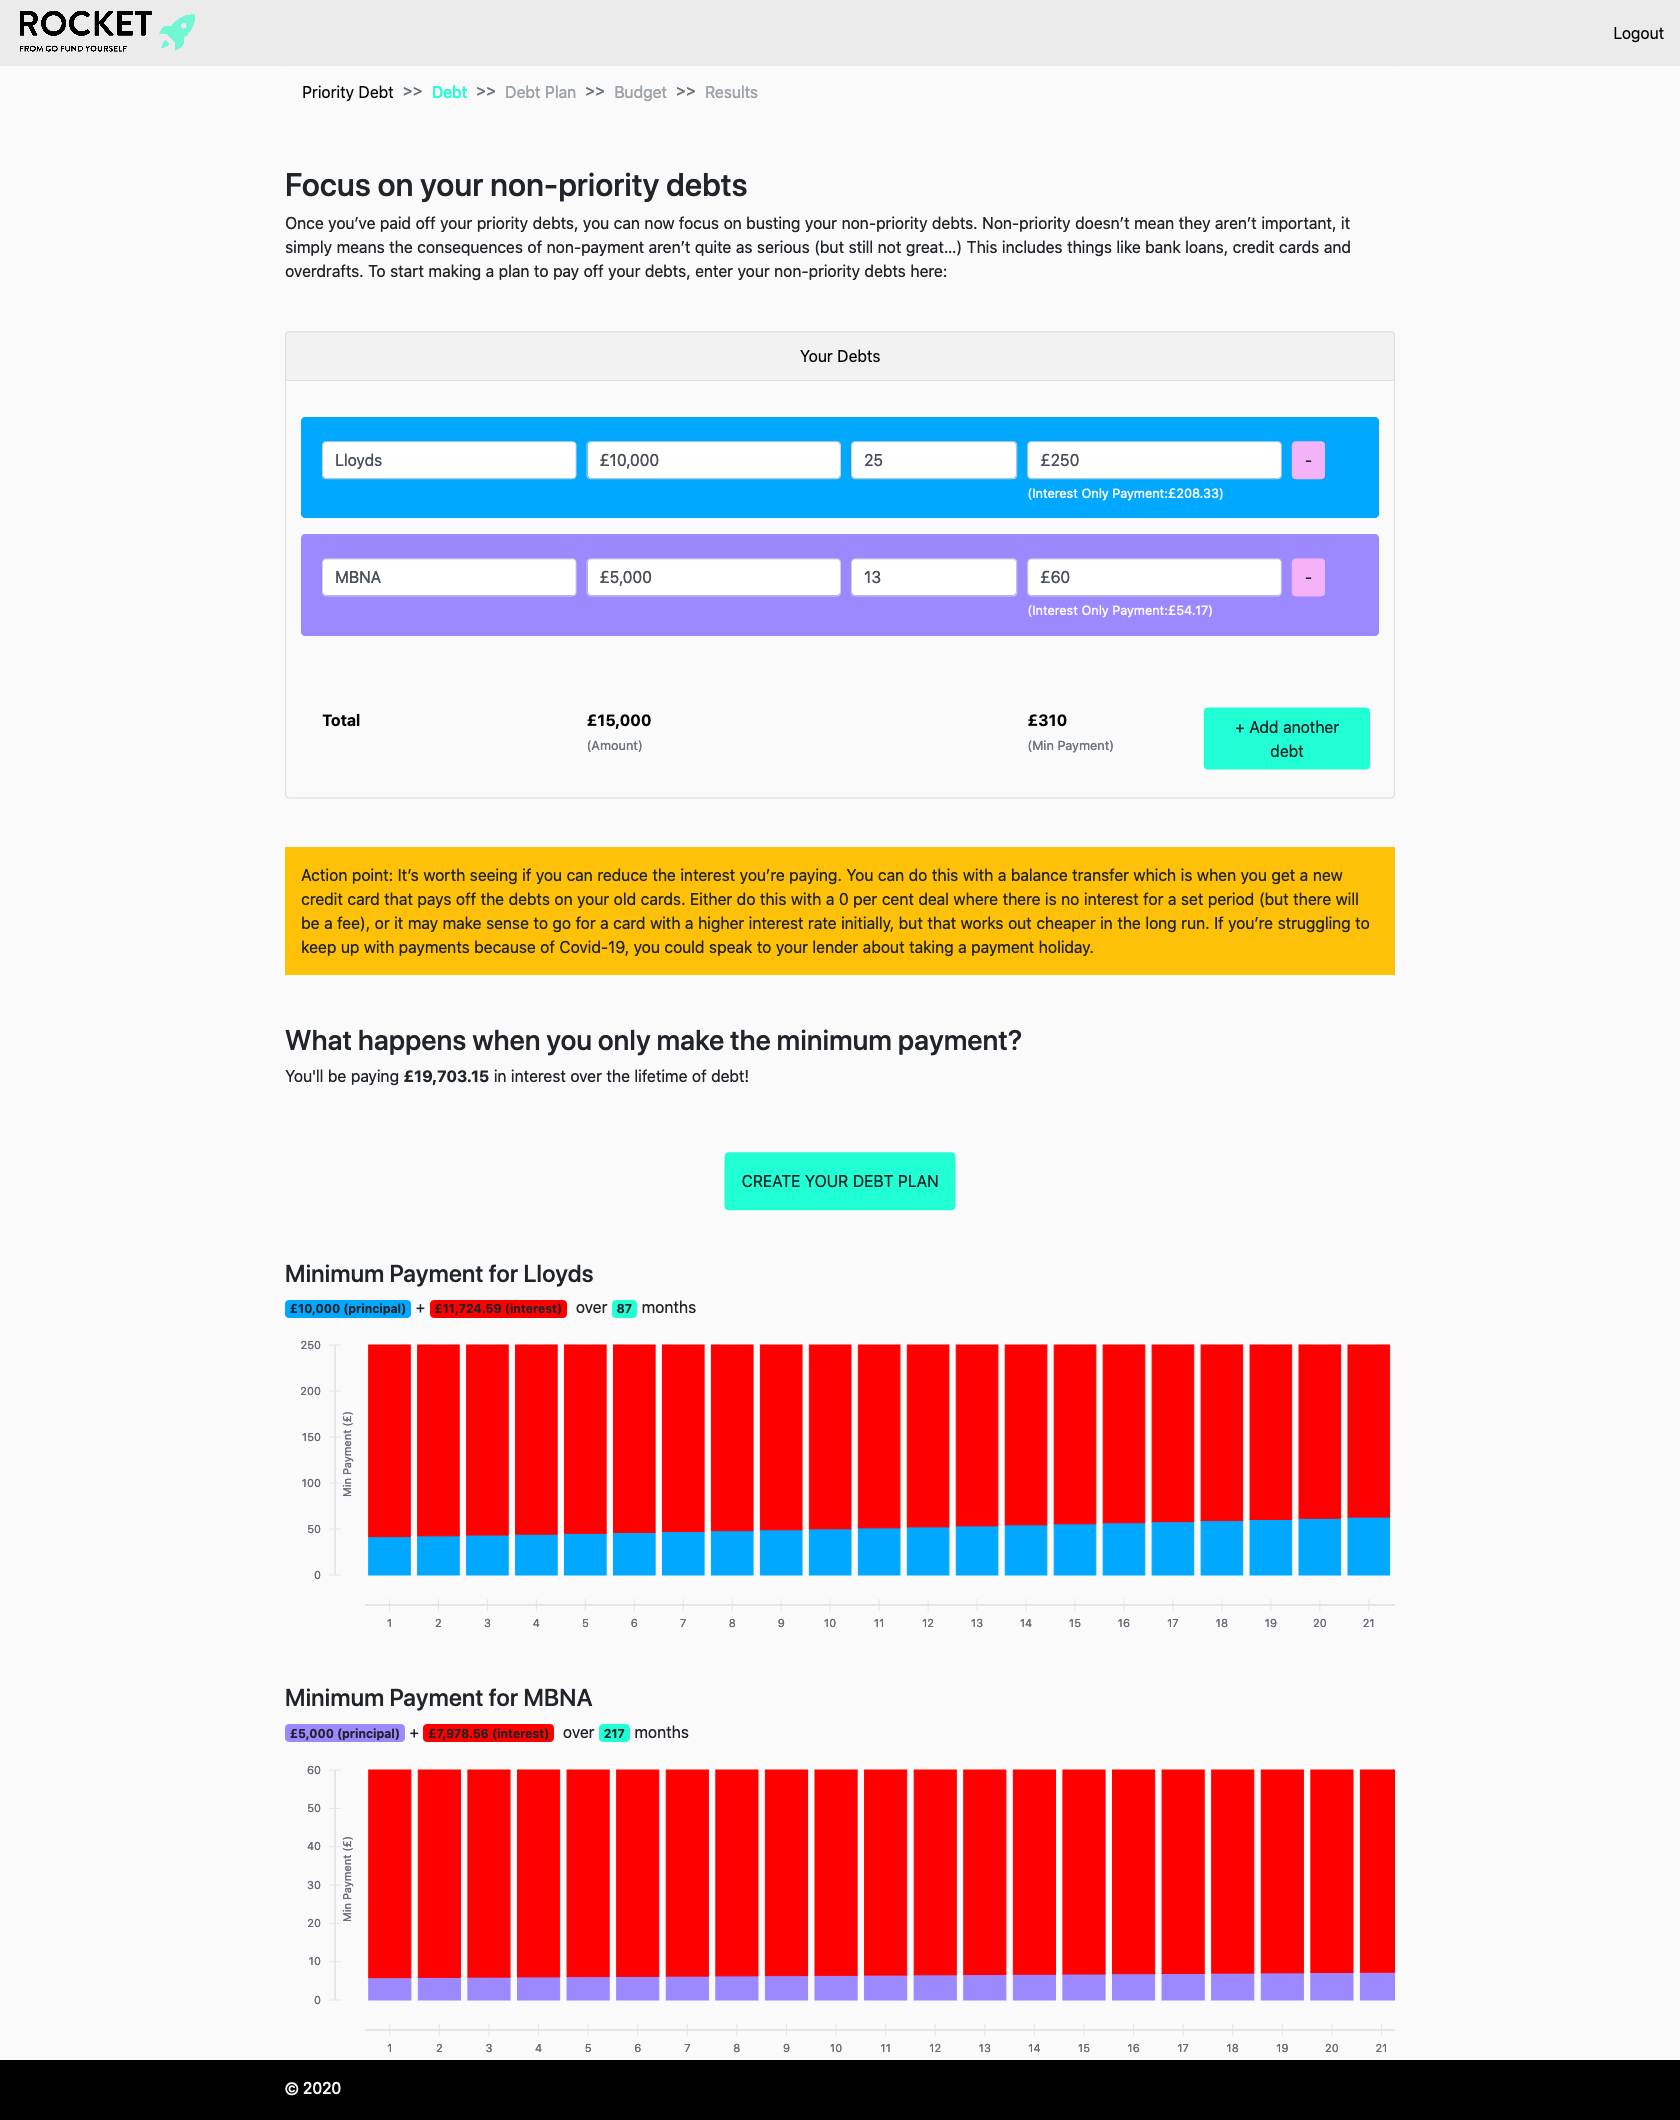 ROCKET
FROM GO FUND YOURSELF
Logout
Priority Debt >> Debt >> Debt Plan >> Budget >> Results
Focus on your non-priority debts
Once you’ve paid off your priority debts, you can now focus on busting your non-priority debts. Non-priority doesn’t mean they aren’t important, it
simply means the consequences of non-payment aren’t quite as serious (but still not great...) This includes things like bank loans, credit cards and
overdrafts. To start making a plan to pay off your debts, enter your non-priority debts here:
Your Debts
Lloyds £10,000 25 £250 -
(Interest Only Payment:£208.33)
MBNA £5,000 13 £60 -
(Interest Only Payment:£54.17)
Total £15,000 £310 + Add another
(Amount) (Min Payment) debt
Action point: It’s worth seeing if you can reduce the interest you’re paying. You can do this with a balance transfer which is when you get a new
credit card that pays off the debts on your old cards. Either do this with a 0 per cent deal where there is no interest for a set period (but there will
be a fee), or it may make sense to go for a card with a higher interest rate initially, but that works out cheaper in the long run. If you’re struggling to
keep up with payments because of Covid-19, you could speak to your lender about taking a payment holiday.
What happens when you only make the minimum payment?
You'll be paying £19,703.15 in interest over the lifetime of debt!
CREATE YOUR DEBT PLAN
Minimum Payment for Lloyds
£10,000 (principal) + £11,724.59 (interest) over 87 months
250
200
150
100
50
0
Min Payment (£)
1 2 3 4 5 6 7 8 9 10 11 12 13 14 15 16 17 18 19 20 21
Minimum Payment for MBNA
£5,000 (principal) + £7,978.56 (interest) over 217 months
60
50
40
30
20
10
0
Min Payment (£)
1 2 3 4 5 6 7 8 9 10 11 12 13 14 15 16 17 18 19 20 21
© 2020